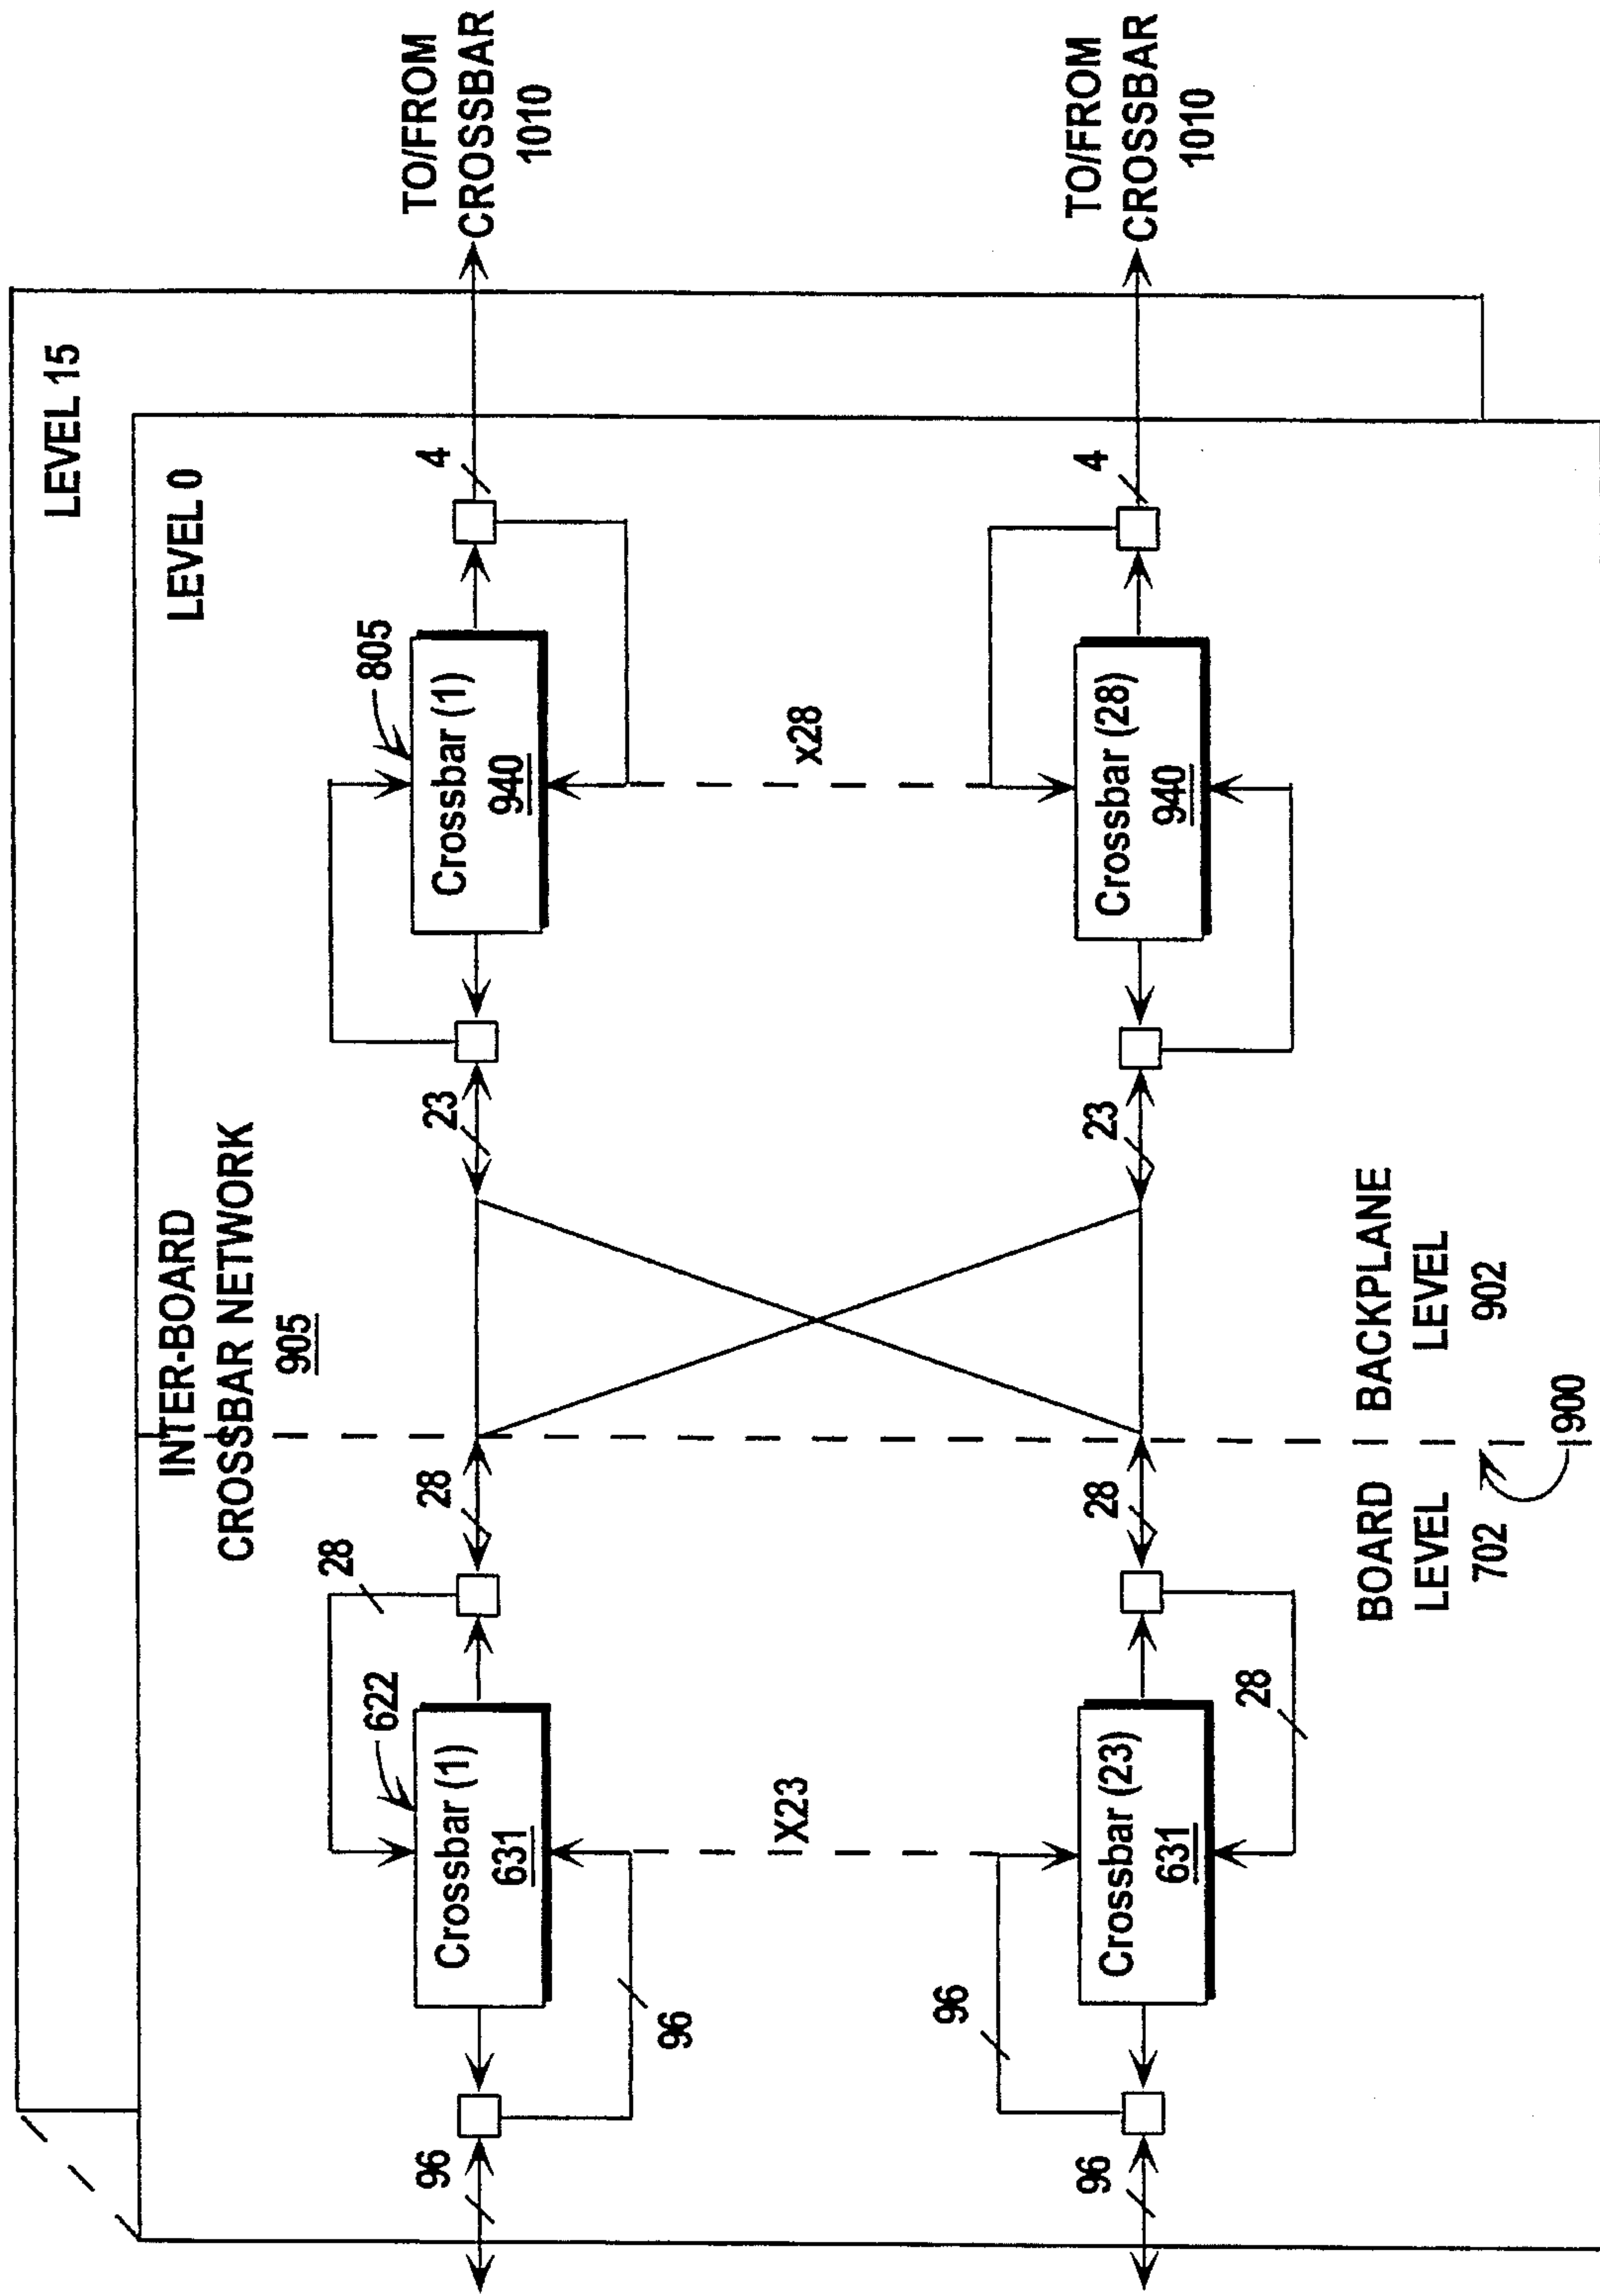 LEVEL 15
LEVEL 0
INTER-BOARD
CROSSBAR NETWORK
905
96
96
622
Crossbar (1)
631
28
28
23
805
Crossbar (1)
940
4
TO/FROM
CROSSBAR
1010
X23
x28
96
96
Crossbar (23)
631
28
28
23
Crossbar (28)
940
4
TO/FROM
CROSSBAR
1010
BOARD
LEVEL
702
BACKPLANE
LEVEL
902
900